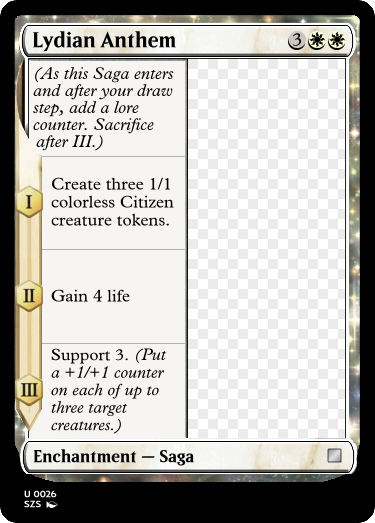 Lydian Anthem 3
(As this Saga enters
and after your draw
step, add a lore
counter. Sacrifice
after III.)
I
Create three 1/1
colorless Citizen
creature tokens.
II
Gain 4 life
III
Support 3. (Put
a +1/+1 counter
on each of up to
three target
creatures.)
Enchantment — Saga
U 0026
SZS